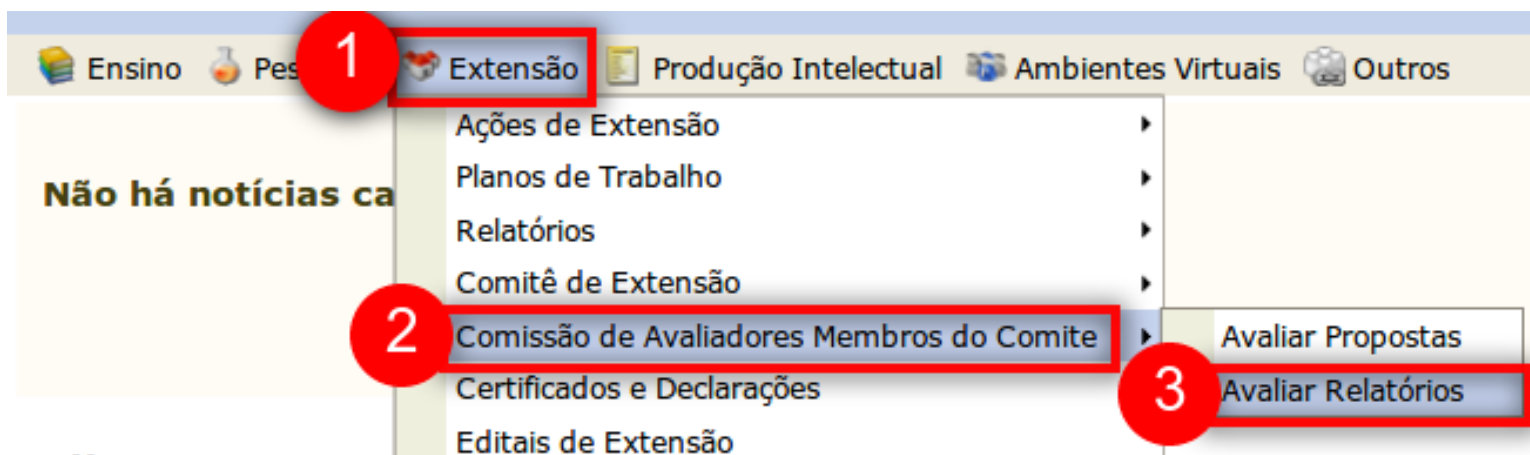 1
Ensino Pes Extensão Produção Intelectual Ambientes Virtuais Outros
Ações de Extensão
Planos de Trabalho
Não há notícias ca
Relatórios
Comitê de Extensão
2 Comissão de Avaliadores Membros do Comite Avaliar Propostas
Certificados e Declarações 3 Avaliar Relatórios
Editais de Extensão